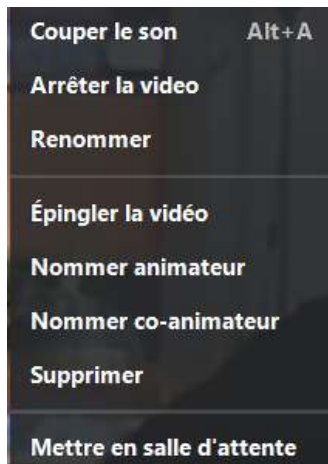 Couper le son Alt+A
Arrêter la video
Renommer
Épingler la vidéo
Nommer animateur
Nommer co-animateur
Supprimer
Mettre en salle d'attente